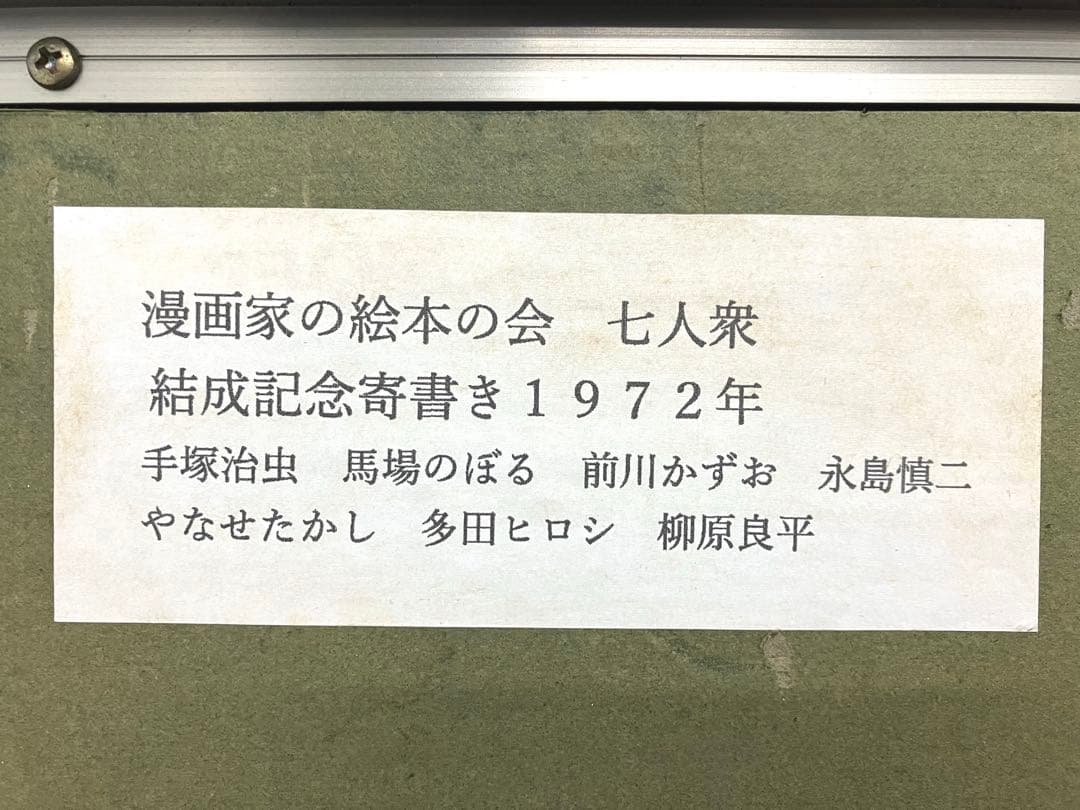 漫画家の絵本の会　七人衆
結成記念寄書き１９７２年
手塚治虫　馬場のぼる　前川かずお　永島慎二
やなせたかし　多田ヒロシ　柳原良平